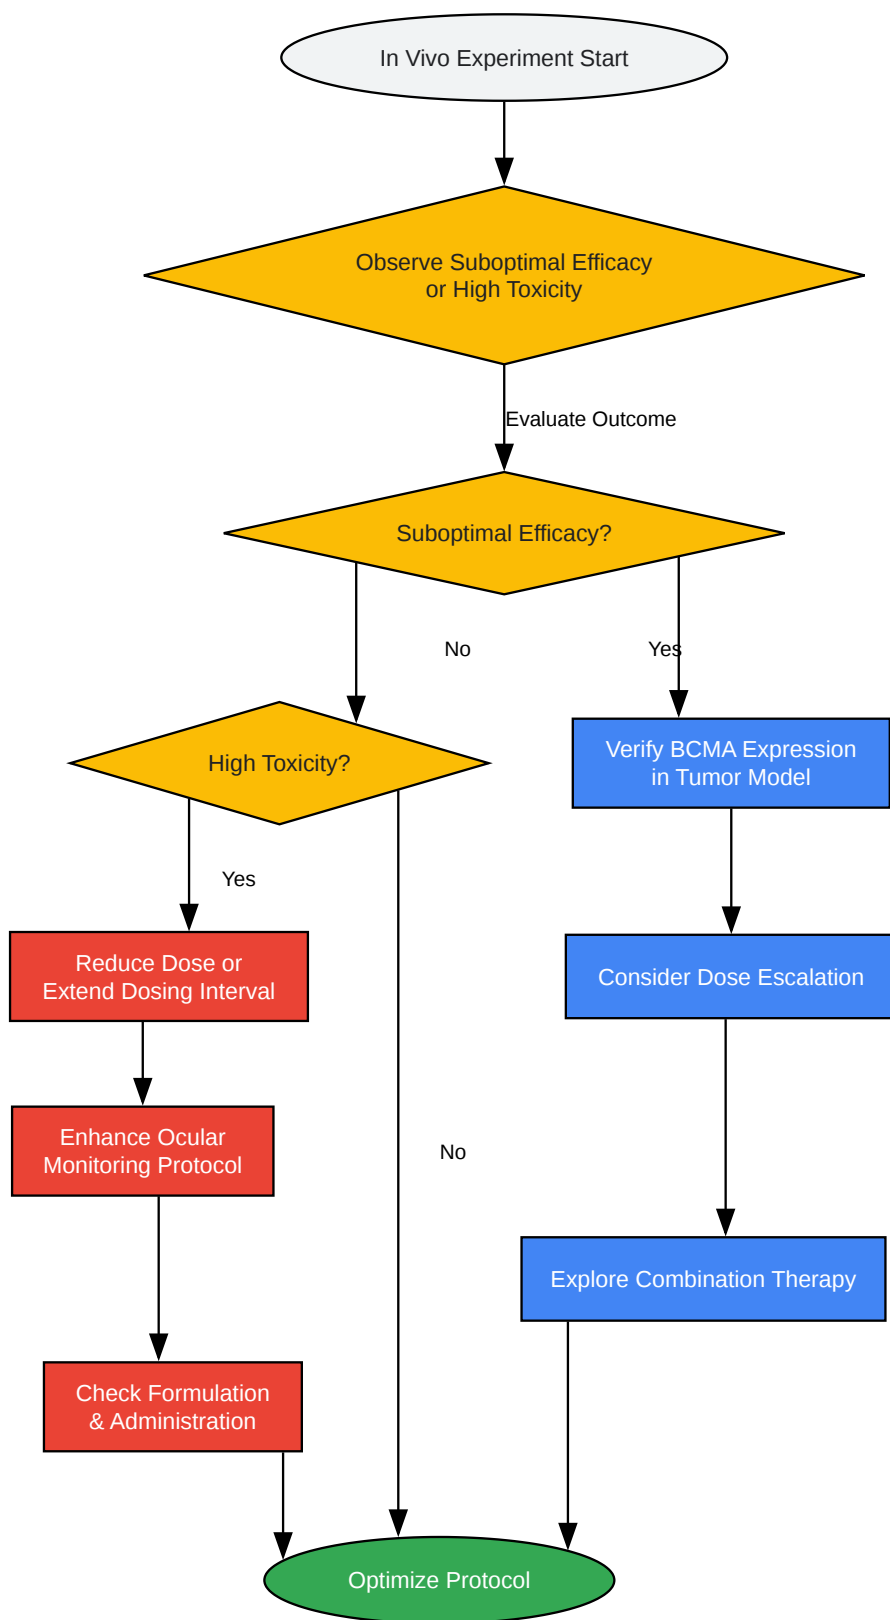 In Vivo Experiment Start
Observe Suboptimal Efficacy
or High Toxicity
Evaluate Outcome
Suboptimal Efficacy?
No
Yes
High Toxicity?
Verify BCMA Expression
in Tumor Model
Yes
Reduce Dose or
Extend Dosing Interval
Consider Dose Escalation
Enhance Ocular
Monitoring Protocol
No
Explore Combination Therapy
Check Formulation
& Administration
Optimize Protocol